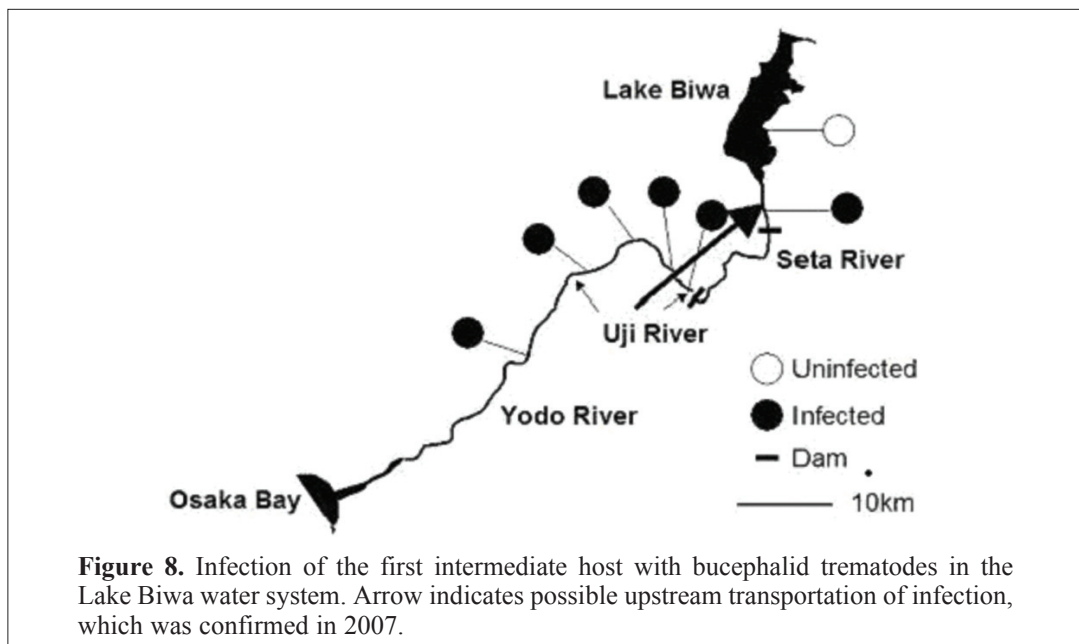 Lake Biwa
Seta River
Uji River
Uninfected
Infected
Yodo River
Dam
Osaka Bay
10km
Figure 8. Infection of the first intermediate host with bucephalid trematodes in the
Lake Biwa water system. Arrow indicates possible upstream transportation of infection,
which was confirmed in 2007.